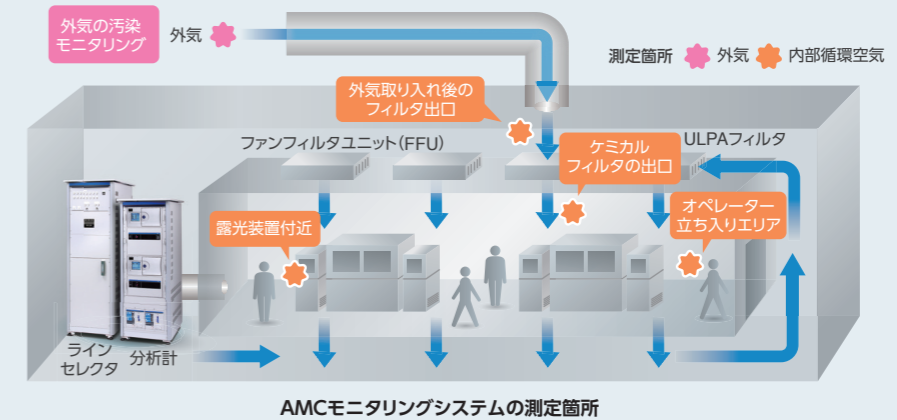 外気の汚染
モニタリング
外気
測定箇所 外気 内部循環空気
外気取り入れ後の
フィルタ出口
ファンフィルタユニット(FFU)
ケミカル
フィルタの出口
ULPAフィルタ
露光装置付近
オペレーター
立ち入りエリア
ライン
セレクタ
分析計
AMCモニタリングシステムの測定箇所